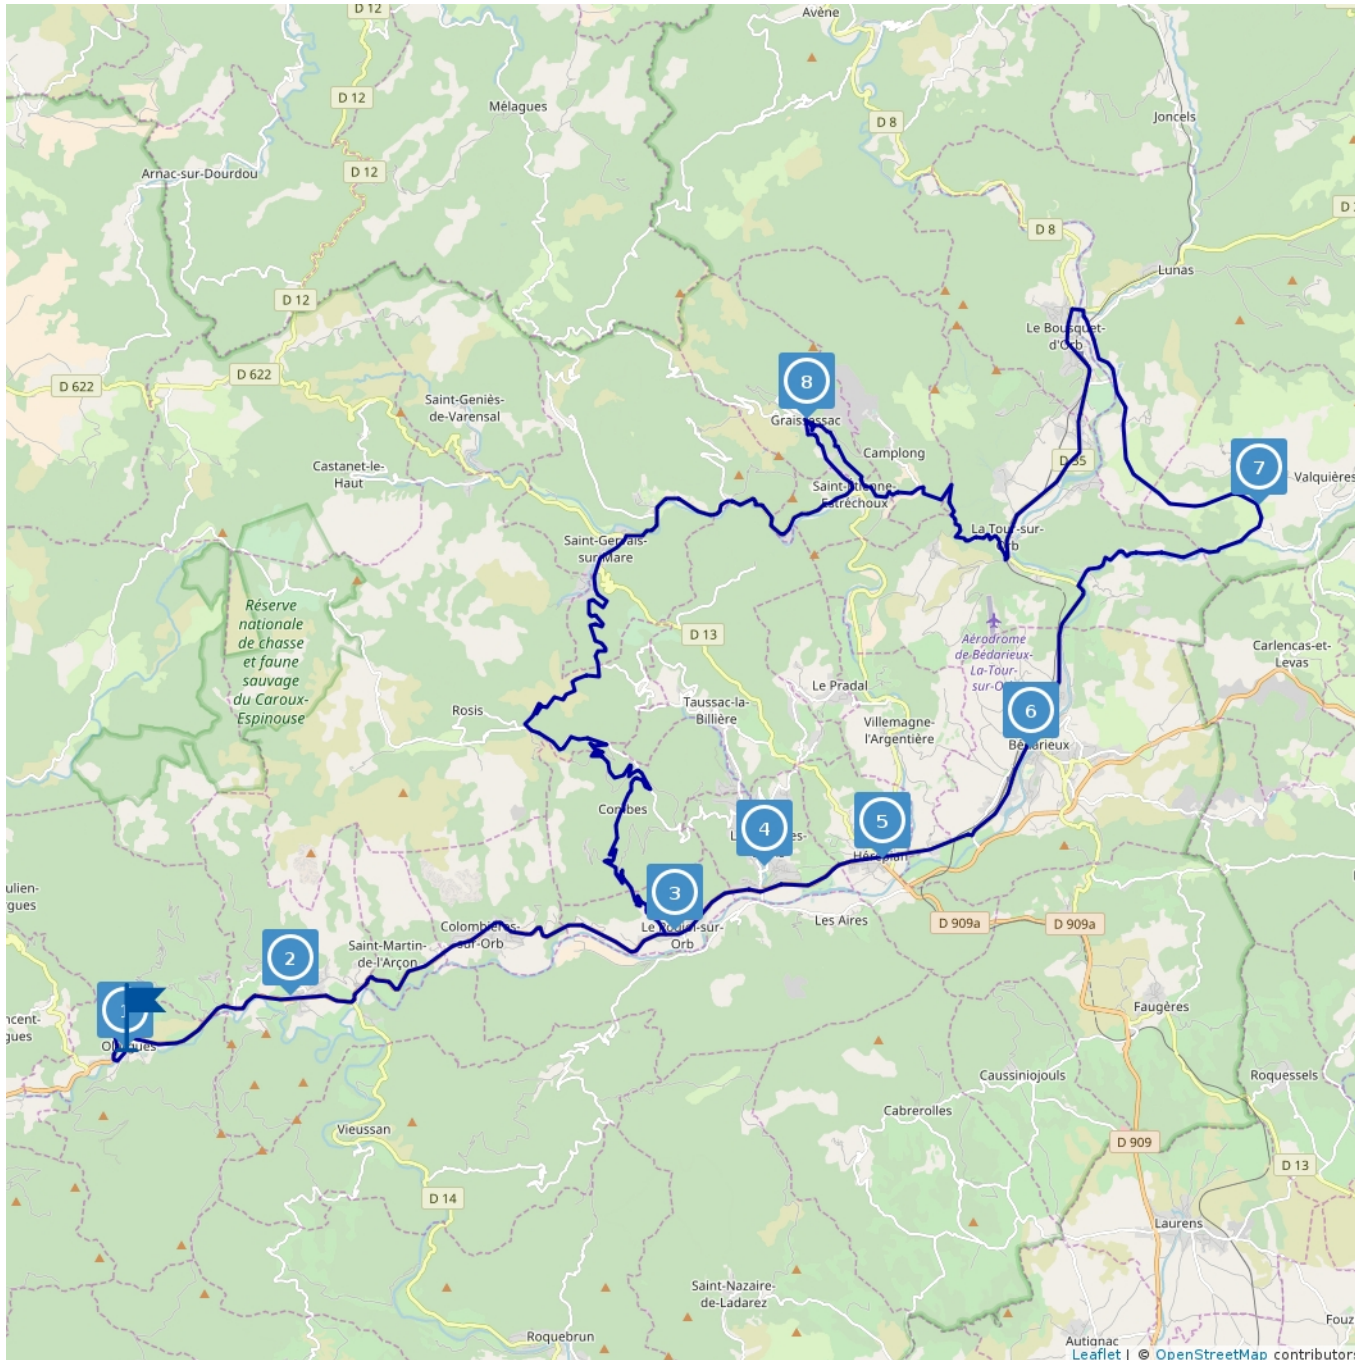 D 12
Avène
D 12
Mélagues
D 8
Joncels
D 12
Arnac-sur-Dourdou
D 8
Lunas
D 12
Le Bousquet-
d'Orb
D 622
D 622
8
Saint-Geniès-
de-Varensal
Graissessac
Camplong
D 35
7
Castanet-le-
Haut
Valquières
Saint-Étienne-
Estréchoux
La Tour-sur-
Orb
Saint-Gervais-
sur-Mare
Réserve
nationale
de chasse
et faune
sauvage
du Caroux-
Espinouse
D 13
Aérodrome
de Bédarieux-
La-Tour-
sur-O
Carlencas-et-
Levas
Le Pradal
Rosis
Taussac-la-
Billière
6
Villemagne-
l'Argentière
Bédarieux
Combes
4
5
Hérépian
3
Les Aires
D 909a
D 909a
Colombières-
sur-Orb
Le Poujol-sur-
Orb
Saint-Martin-
de-l'Arçon
2
1
Olargues
Faugères
Caussiniojouls
Roquessels
Cabrerolles
Vieussan
D 909
D 13
D 14
Laurens
Saint-Nazaire-
de-Ladarez
Roquebrun
Autignac
Leaflet | © OpenStreetMap contributors